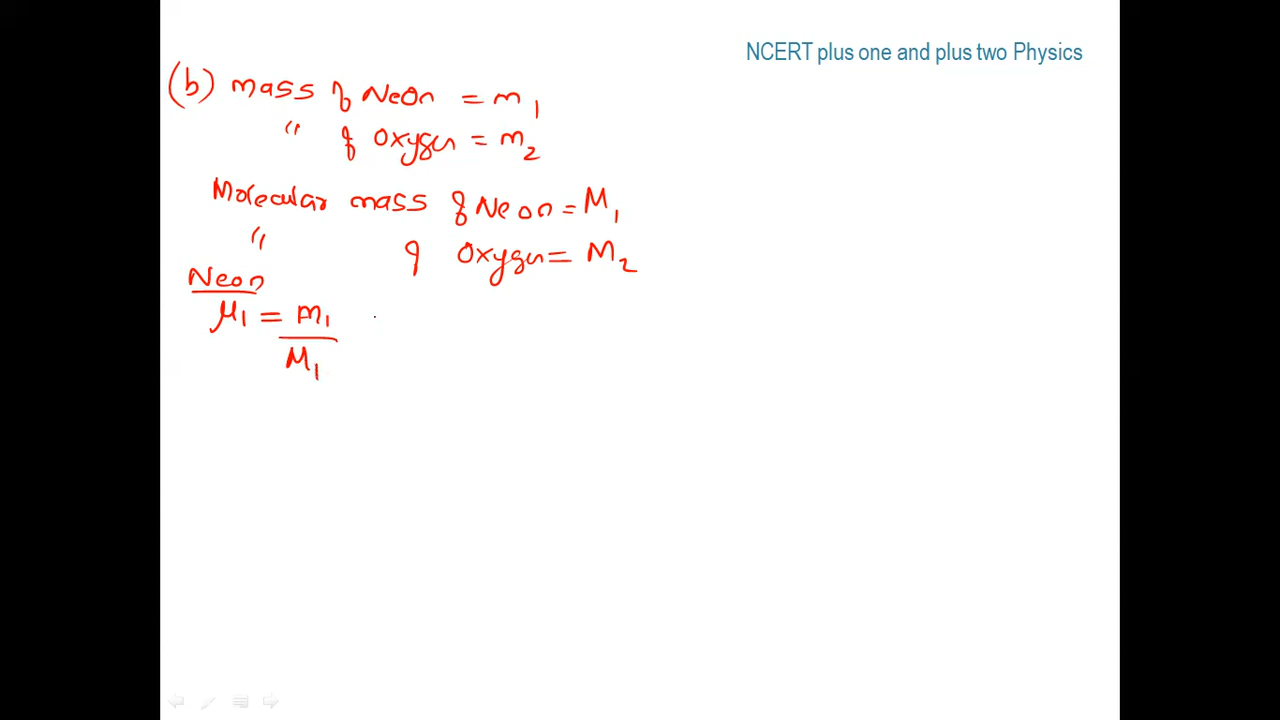 NCERT plus one and plus two Physics
(b) mass of Neon = m1
" of Oxygen = m2
Molecular mass of Neon = M1
" of Oxygen = M2
Neon
μ1 = m1
M1